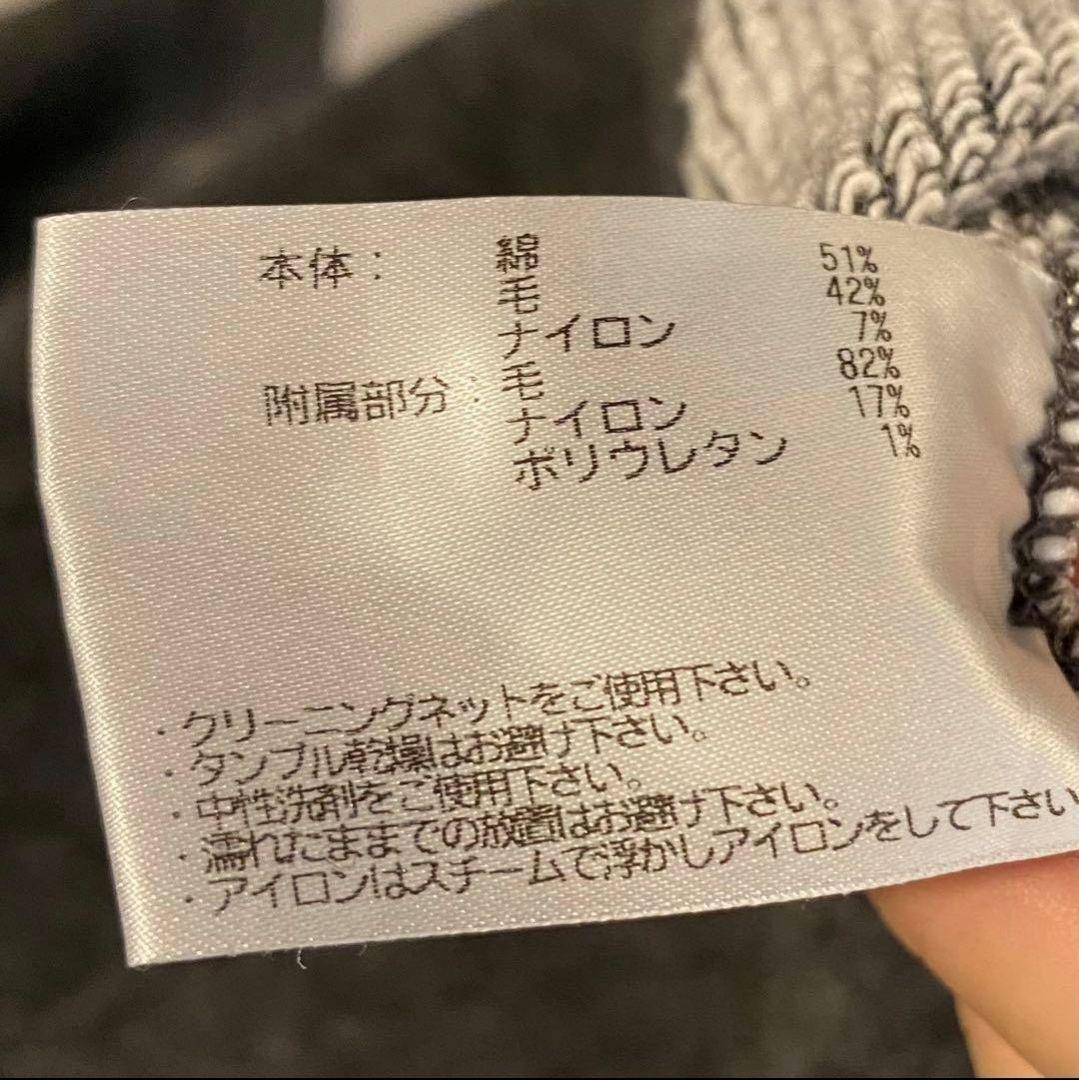 本体： 綿 51%
毛 42%
ナイロン 7%
附属部分： 毛 82%
ナイロン 17%
ポリウレタン 1%
・クリーニングネットをご使用下さい。
・タンブル乾燥はお避け下さい。
・中性洗剤をご使用下さい。
・濡れたままでの放置はお避け下さい。
・アイロンはスチームで浮かしアイロンをして下さい